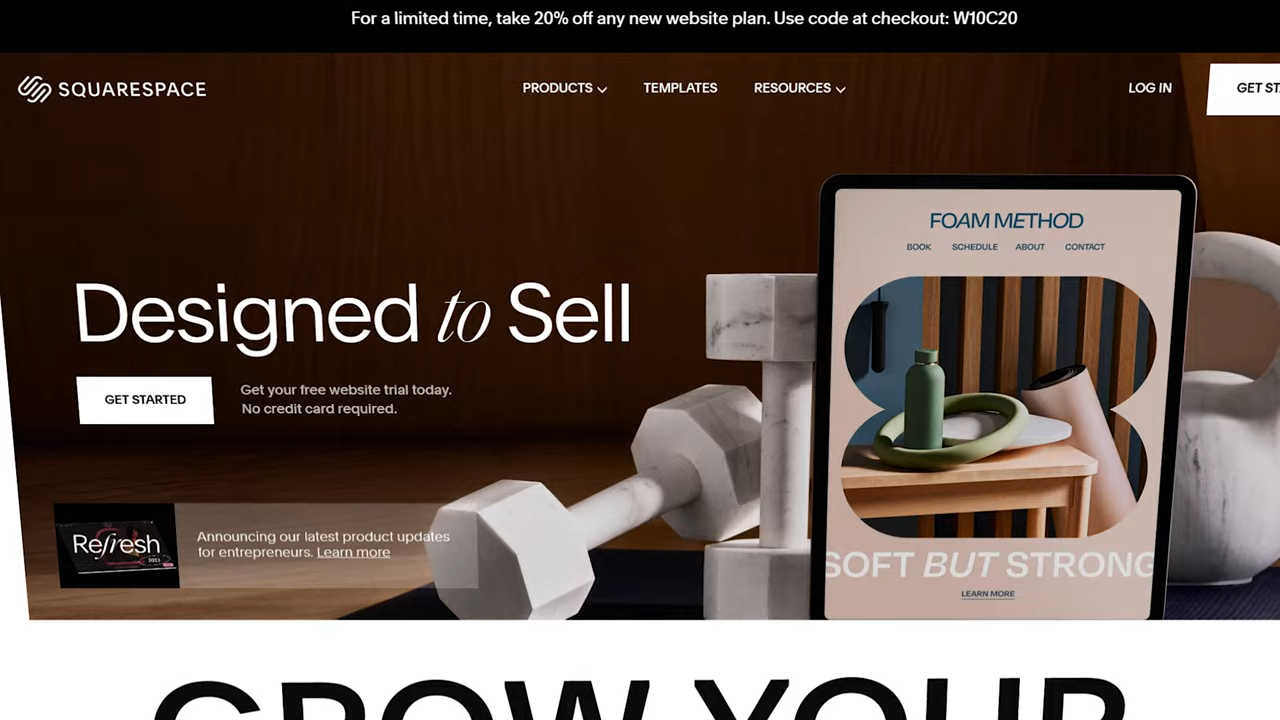 For a limited time, take 20% off any new website plan. Use code at checkout: W10C20
SQUARESPACE
PRODUCTS
TEMPLATES
RESOURCES
LOG IN
GET
FOAM METHOD
BOOK
SCHEDULE
ABOUT
CONTACT
Designed to Sell
GET STARTED
Get your free website trial today.
No credit card required.
Refresh
Announcing our latest product updates
for entrepreneurs. Learn more
SOFT BUT STRONG
LEARN MORE
GROW YOUR